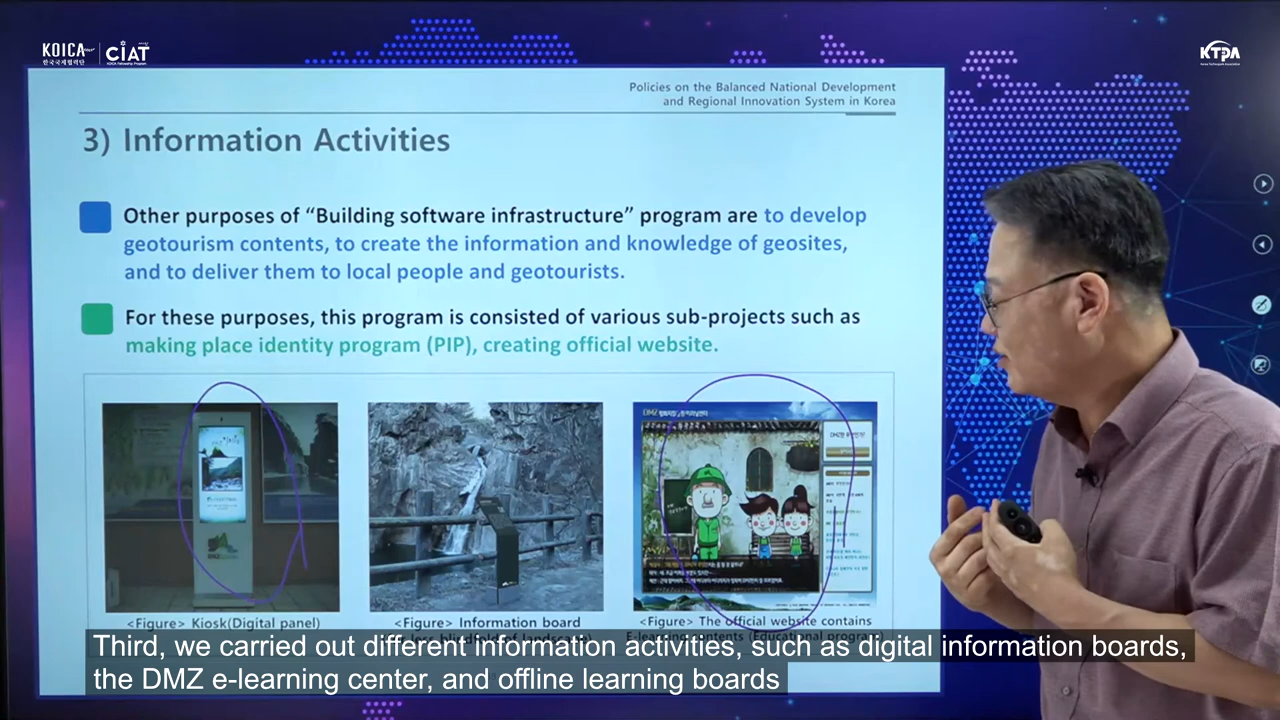 KOICA
한국국제협력단
CIAT
KOICA Fellowship Program
KTPA
Korea Technopark Association
Policies on the Balanced National Development
and Regional Innovation System in Korea
3) Information Activities
Other purposes of “Building software infrastructure” program are to develop
geotourism contents, to create the information and knowledge of geosites,
and to deliver them to local people and geotourists.
For these purposes, this program is consisted of various sub-projects such as
making place identity program (PIP), creating official website.
DMZ
<Figure> Kiosk(Digital panel)
<Figure> Information board
(for less blindfold of landscape)
<Figure> The official website contains
E-learning contents (Educational program)
Third, we carried out different information activities, such as digital information boards,
the DMZ e-learning center, and offline learning boards